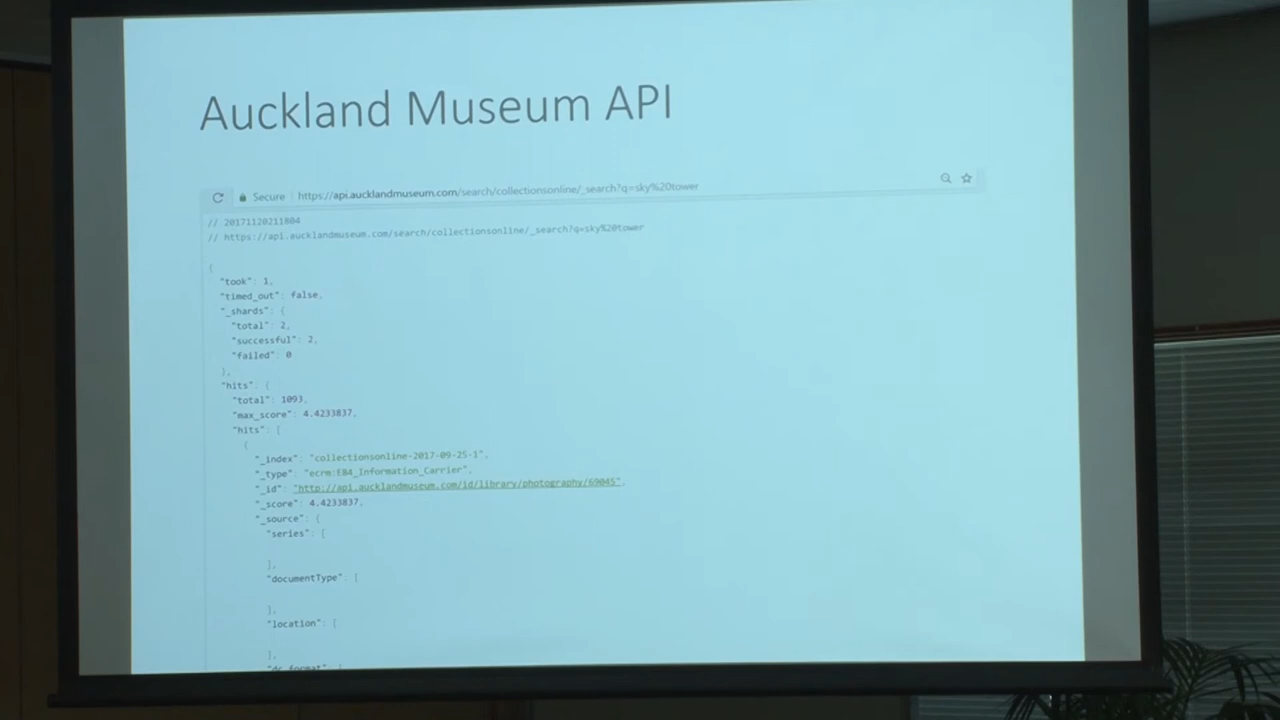 Auckland Museum API
Secure https://api.aucklandmuseum.com/search/collectionsonline/_search?q=sky%20tower
// 20171120211804
// https://api.aucklandmuseum.com/search/collectionsonline/_search?q=sky%20tower
{
"took": 1,
"timed_out": false,
"_shards": {
"total": 2,
"successful": 2,
"failed": 0
},
"hits": {
"total": 1093,
"max_score": 4.4233837,
"hits": [
{
"_index": "collectionsonline-2017-09-25-1",
"_type": "ecrm:E84_Information_Carrier",
"_id": "http://api.aucklandmuseum.com/id/library/photography/69045",
"_score": 4.4233837,
"_source": {
"series": [
],
"documentType": [
],
"location": [
],
"dc_format": [